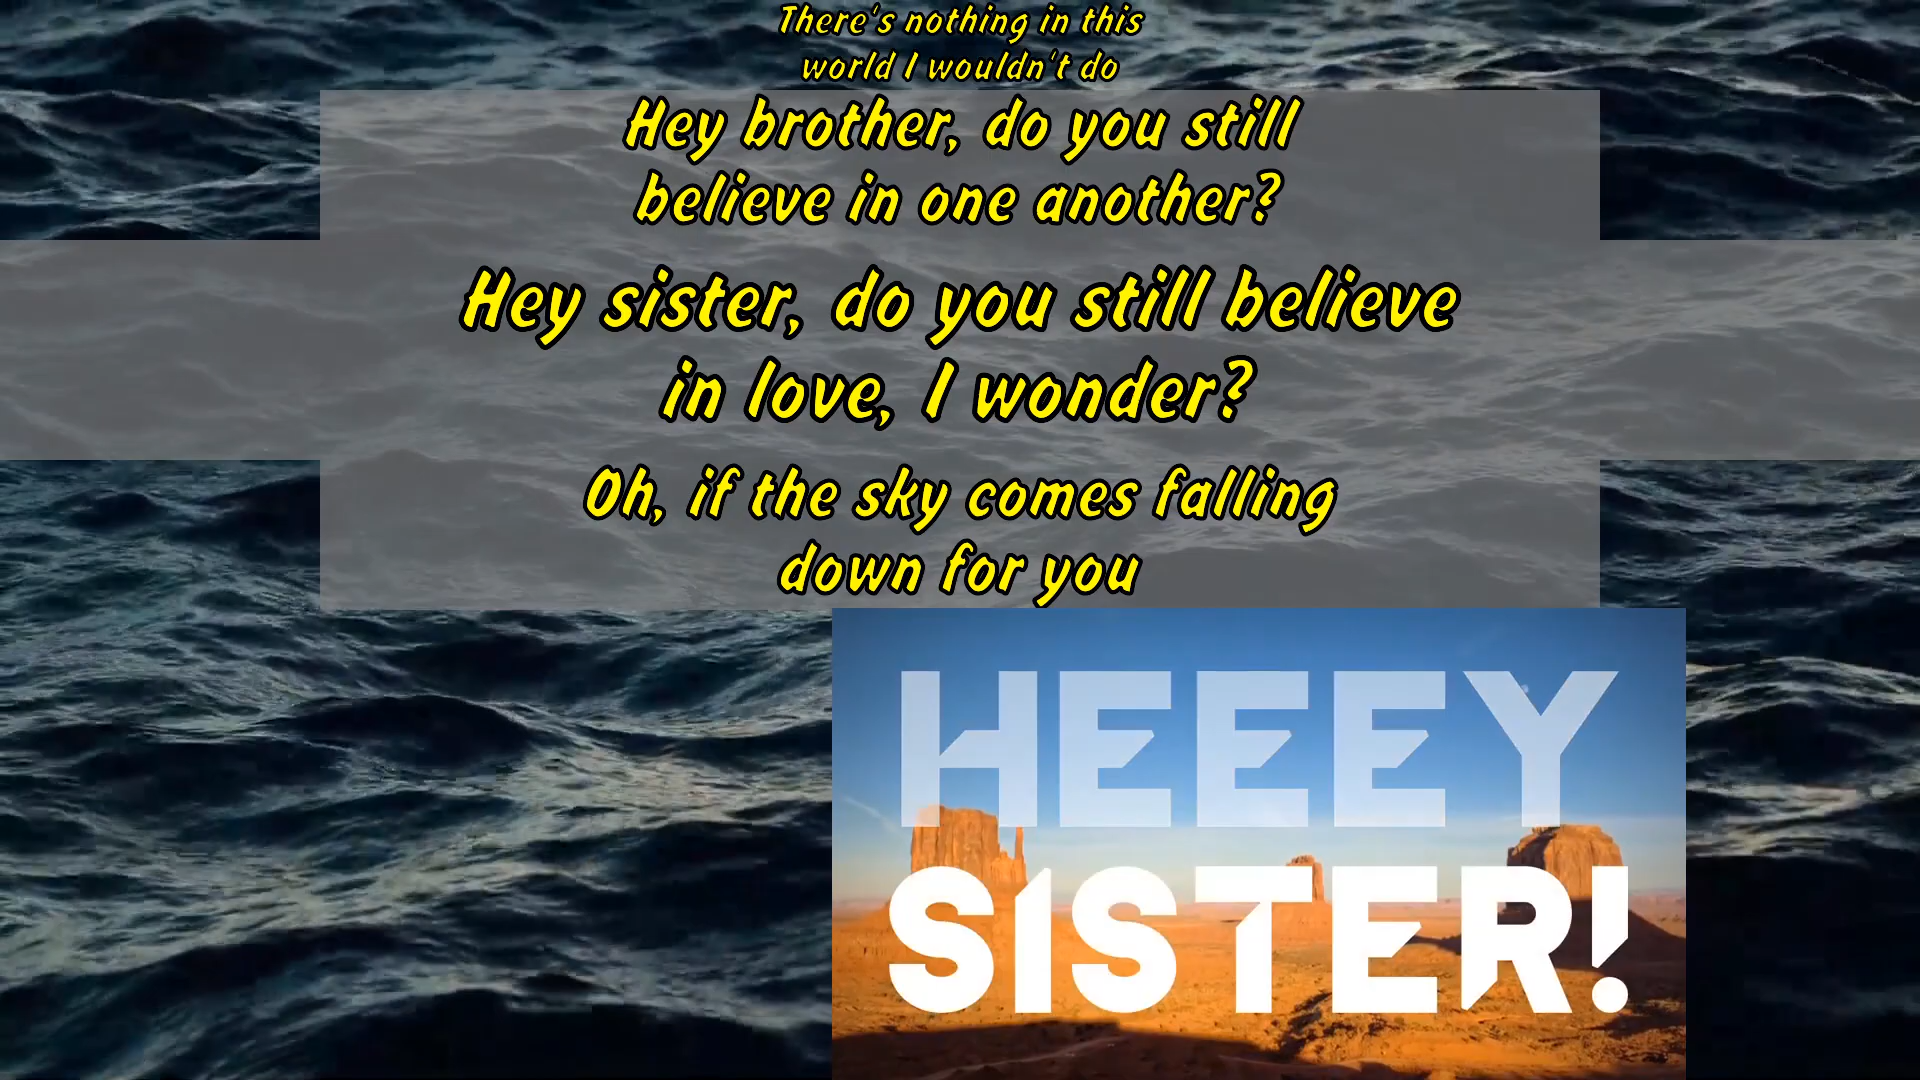 There's nothing in this
world I wouldn't do
Hey brother, do you still
believe in one another?
Hey sister, do you still believe
in love, I wonder?
Oh, if the sky comes falling
down for you
HEEEY
SISTER!